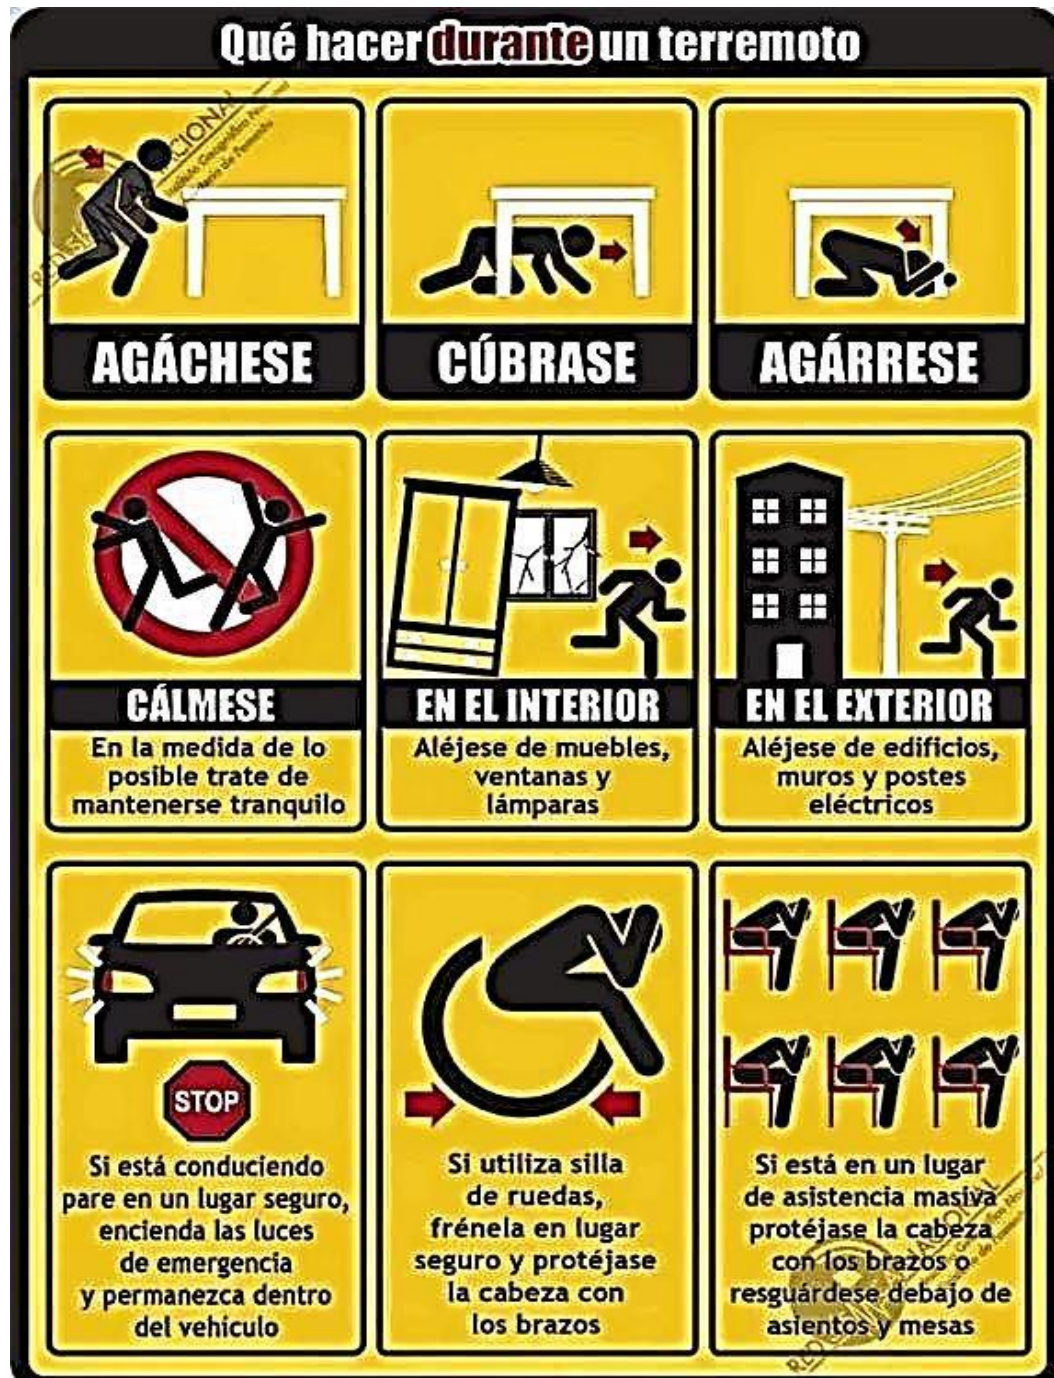 Qué hacer durante un terremoto
AGÁCHESE
CÚBRASE
AGÁRRESE
CÁLMESE
En la medida de lo
posible trate de
mantenerse tranquilo
EN EL INTERIOR
Aléjese de muebles,
ventanas y
lámparas
EN EL EXTERIOR
Aléjese de edificios,
muros y postes
eléctricos
STOP
Si está conduciendo
pare en un lugar seguro,
encienda las luces
de emergencia
y permanezca dentro
del vehículo
Si utiliza silla
de ruedas,
frénela en lugar
seguro y protéjase
la cabeza con
los brazos
Si está en un lugar
de asistencia masiva
protéjase la cabeza
con los brazos o
resguárdese debajo de
asientos y mesas